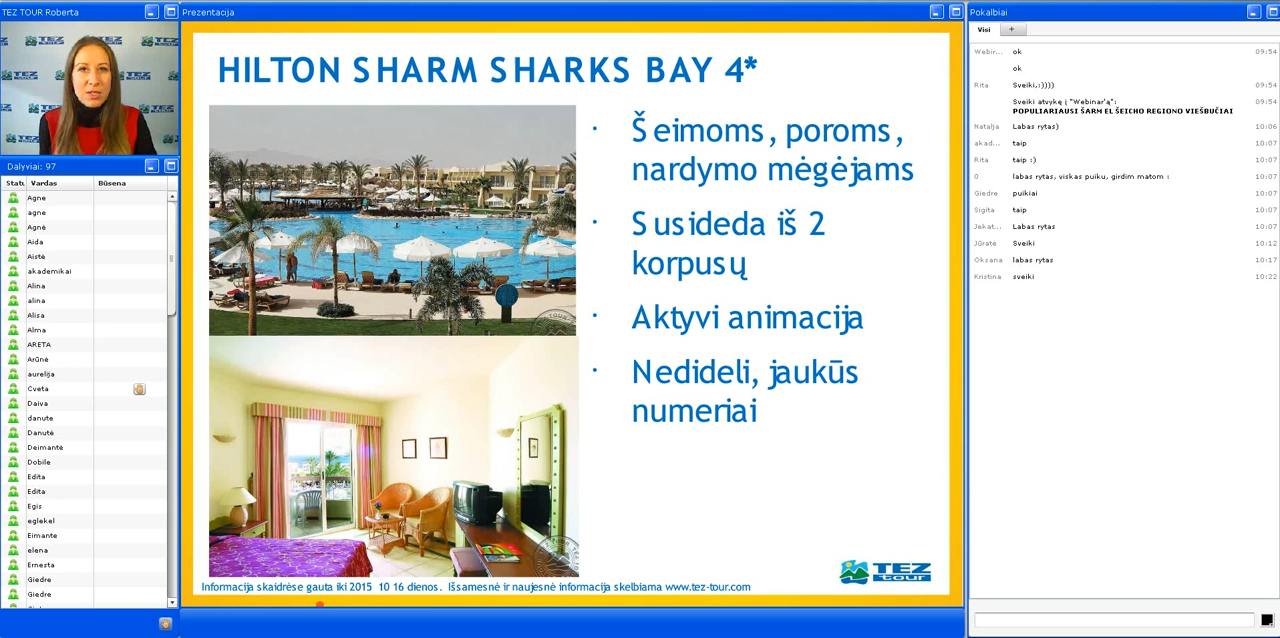 TEZ TOUR Roberta
TEZ TOUR
Dalyviai: 97
Statu Vardas Būsena
Agne
agne
Agnė
Aida
Aistė
akademikai
Alina
alina
Alisa
Alma
ARETA
Arūnė
aurelija
Cveta
Daiva
danute
Danutė
Deimantė
Dobile
Edita
Edita
Egis
eglekel
Eimante
elena
Ernesta
Giedre
Giedre
Prezentacija
HILTON SHARM SHARKS BAY 4*
· Šeimoms, poroms,
nardymo mėgėjams
· Susideda iš 2
korpusų
· Aktyvi animacija
· Nedideli, jaukūs
numeriai
TEZ
tour
Informacija skaidrėse gauta iki 2015 10 16 dienos. Išsamesnė ir naujesnė informacija skelbiama www.tez-tour.com
Pokalbiai
Visi +
Webir... ok 09:54
ok
Rita Sveiki,:)))) 09:54
Sveiki atvykę į "Webinar'ą": 09:54
POPULIARIAUSI ŠARM EL ŠEICHO REGIONO VIEŠBUČIAI
Natalja Labas rytas) 10:06
akad... taip 10:07
Rita taip :) 10:07
0 labas rytas, viskas puiku, girdim matom : 10:07
Giedre puikiai 10:07
Sigita taip 10:07
Jekat... Labas rytas 10:07
Jūratė Sveiki 10:12
Oksana labas rytas 10:17
Kristina sveiki 10:22